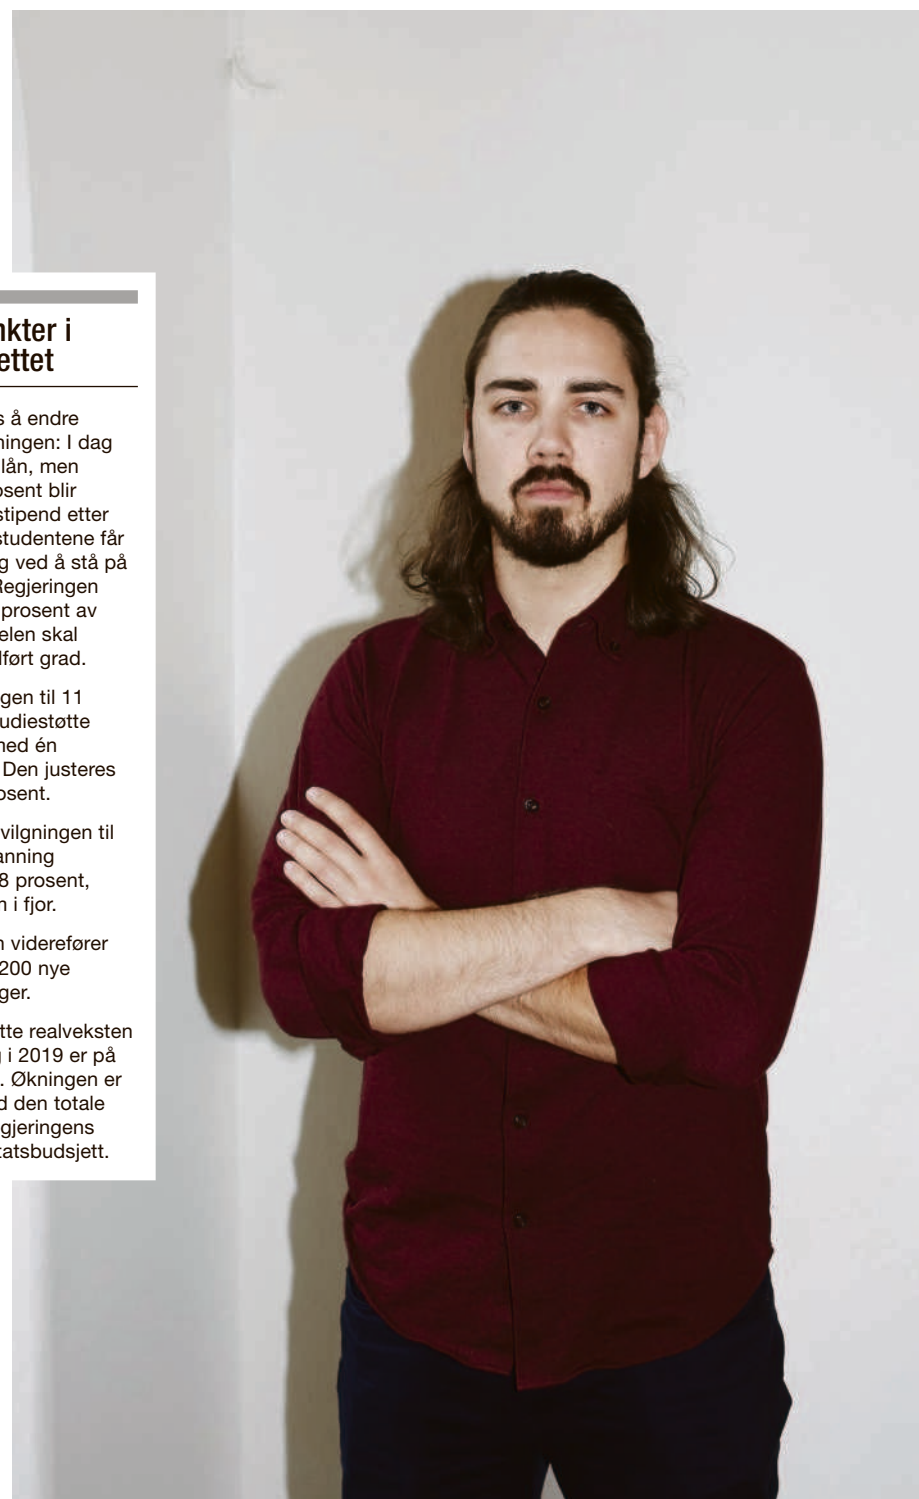 nkter i
ettet
s å endre
ningen: I dag
lån, men
osent blir
stipend etter
studentene får
g ved å stå på
Regjeringen
prosent av
elen skal
lført grad.
gen til 11
udiestøtte
ned én
Den justeres
osent.
vilgningen til
anning
8 prosent,
n i fjor.
n viderefører
200 nye
ger.
tte realveksten
g i 2019 er på
. Økningen er
d den totale
gjeringens
tatsbudsjett.